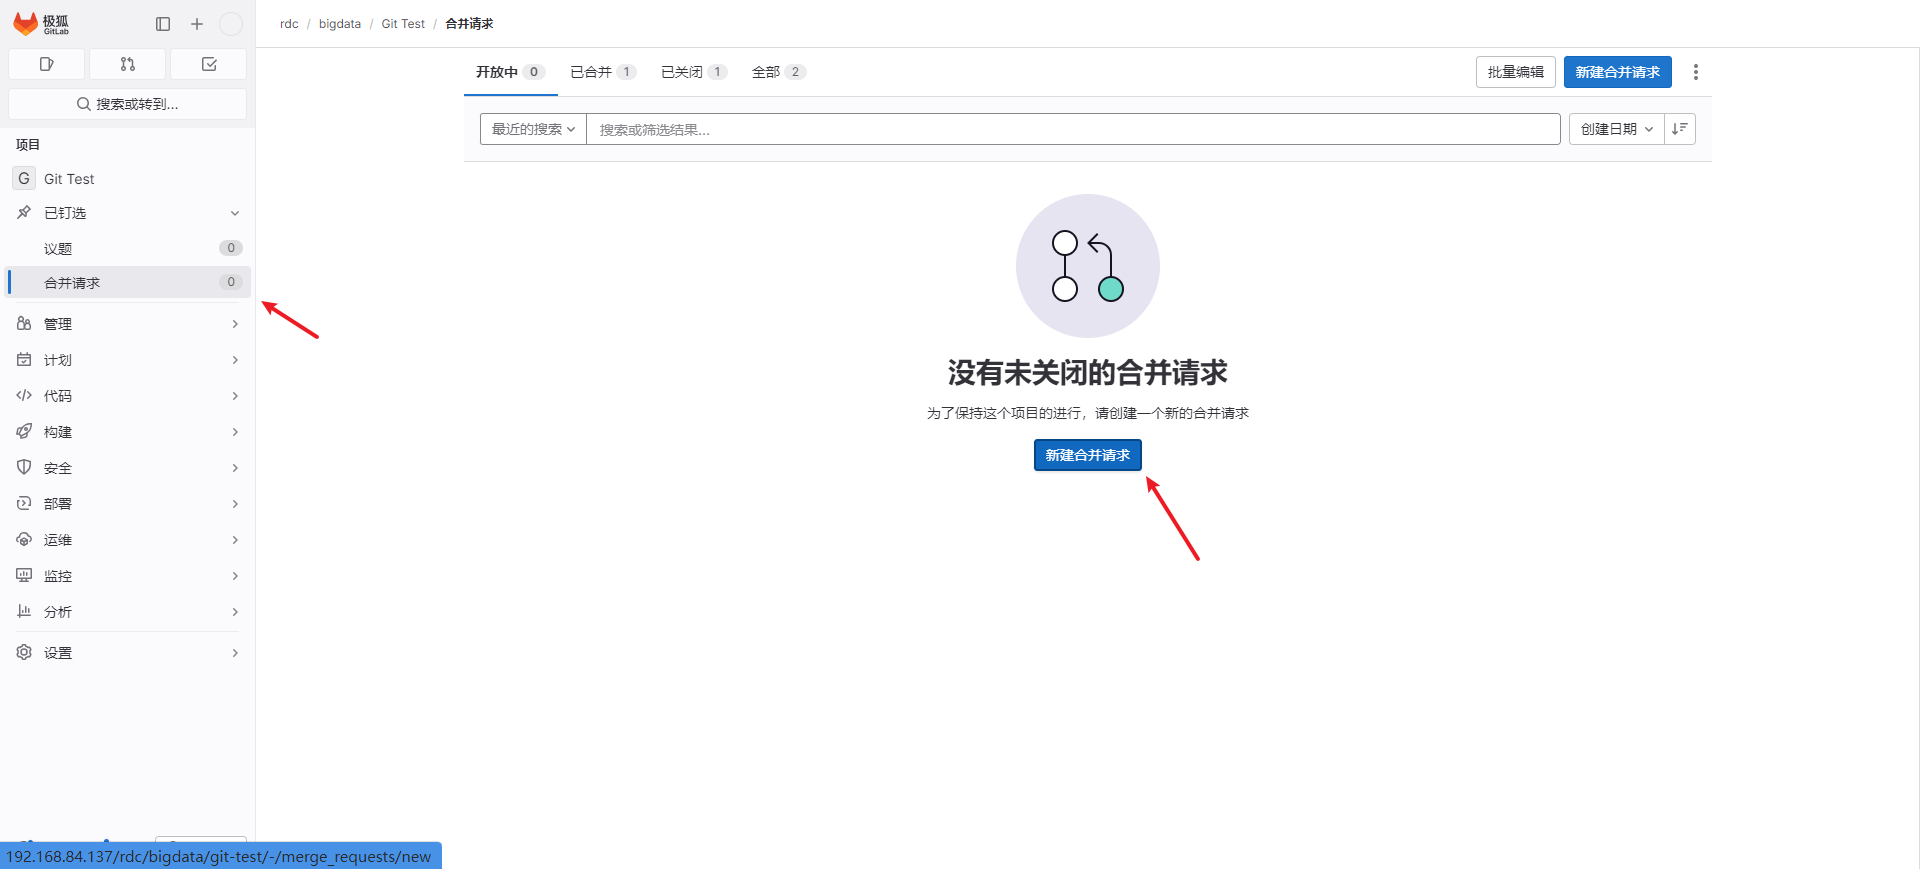 极狐
GitLab
rdc / bigdata / Git Test / 合并请求
搜索或转到...
项目
G Git Test
已钉选
议题 0
合并请求 0
管理
计划
代码
构建
安全
部署
运维
监控
分析
设置
开放中 0 已合并 1 已关闭 1 全部 2
批量编辑 新建合并请求
最近的搜索 搜索或筛选结果... 创建日期
没有未关闭的合并请求
为了保持这个项目的进行，请创建一个新的合并请求
新建合并请求
192.168.84.137/rdc/bigdata/git-test/-/merge_requests/new